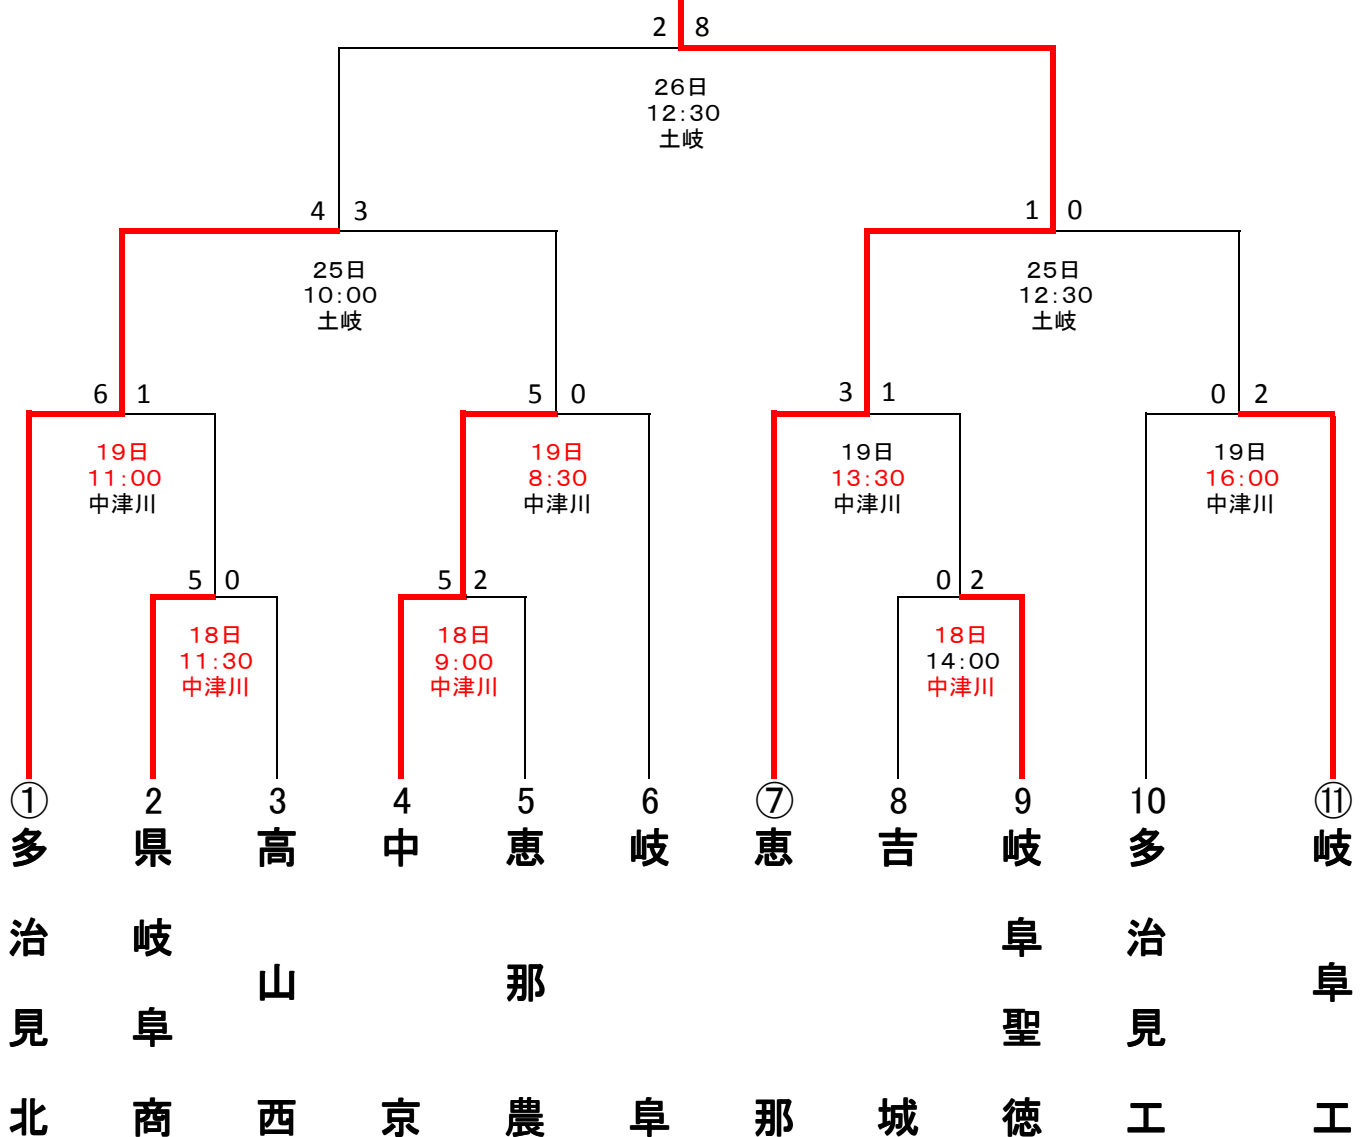 2 8
26日
12:30
土岐
4 3
1 0
25日
10:00
土岐
25日
12:30
土岐
6 1
5 0
3 1
0 2
19日
11:00
中津川
19日
8:30
中津川
19日
13:30
中津川
19日
16:00
中津川
5 0
5 2
0 2
18日
11:30
中津川
18日
9:00
中津川
18日
14:00
中津川
① 2 3 4 5 6 ⑦ 8 9 10 ⑪
多治見北
県岐阜商
高山西
中京
恵那農
岐阜
恵那
吉城
岐阜聖徳
多治見工
岐阜工